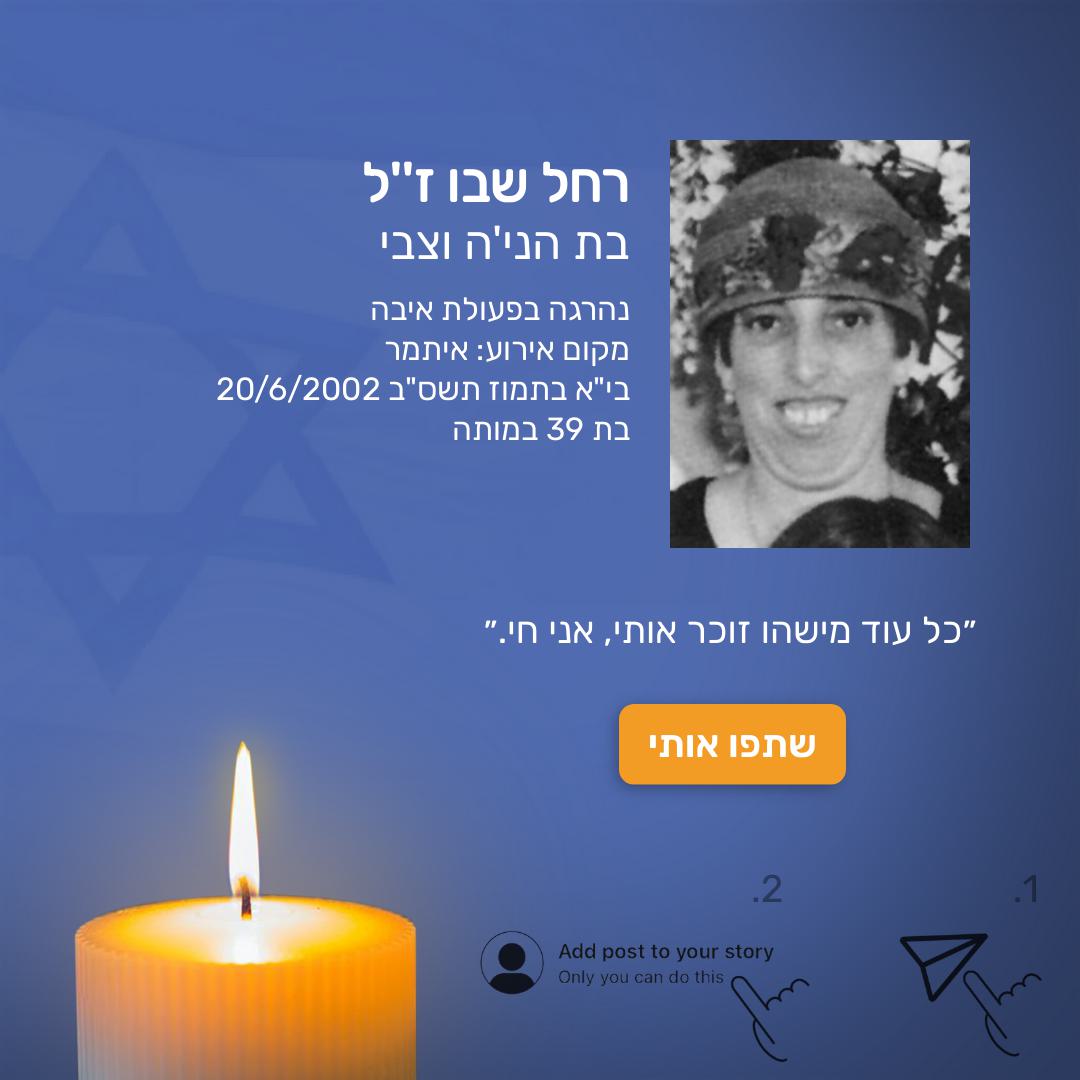 רחל שבו ז"ל
בת הני'ה וצבי
נהרגה בפעולת איבה
מקום אירוע: איתמר
בי"א בתמוז תשס"ב 20/6/2002
בת 39 במותה
״כל עוד מישהו זוכר אותי, אני חי.״
שתפו אותי
1.
2.
Add post to your story
Only you can do this